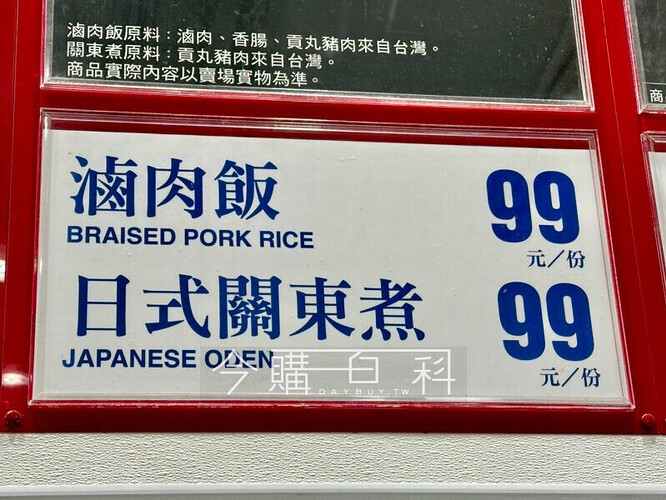 滷肉飯原料：滷肉、香腸、貢丸豬肉來自台灣。
關東煮原料：貢丸豬肉來自台灣。
商品實際內容以賣場實物為準。
商
滷肉飯 99
BRAISED PORK RICE 元／份
日式關東煮 99
JAPANESE ODEN 元／份
今購百科
DAYBUY.TW